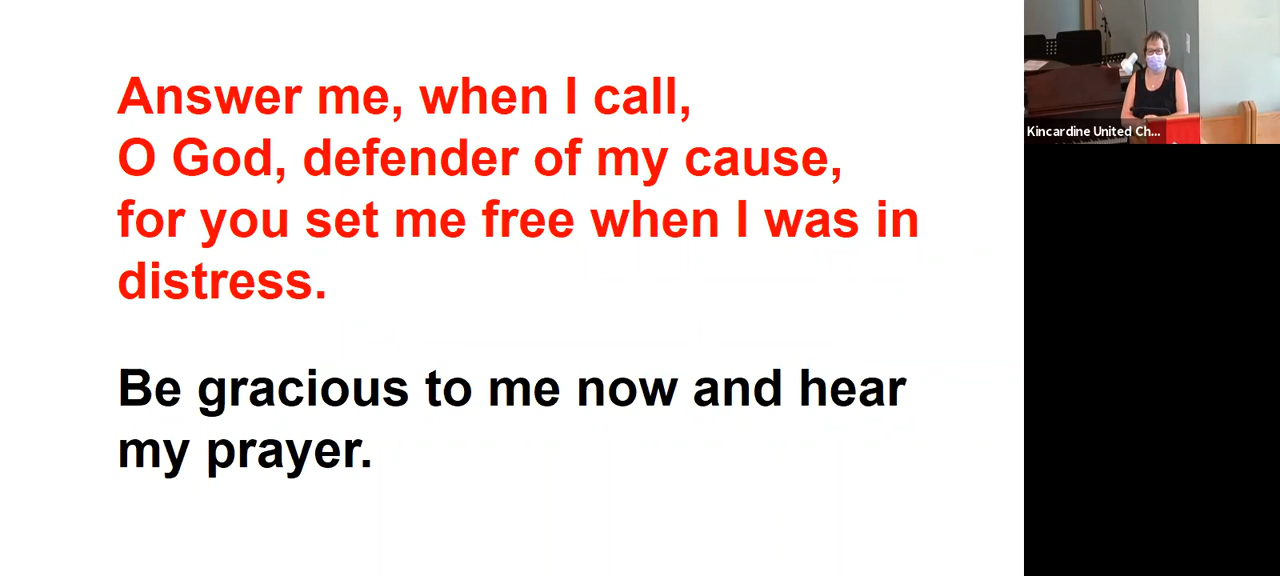 Answer me, when I call,
O God, defender of my cause,
for you set me free when I was in
distress.
Be gracious to me now and hear
my prayer.
Kincardine United Ch...